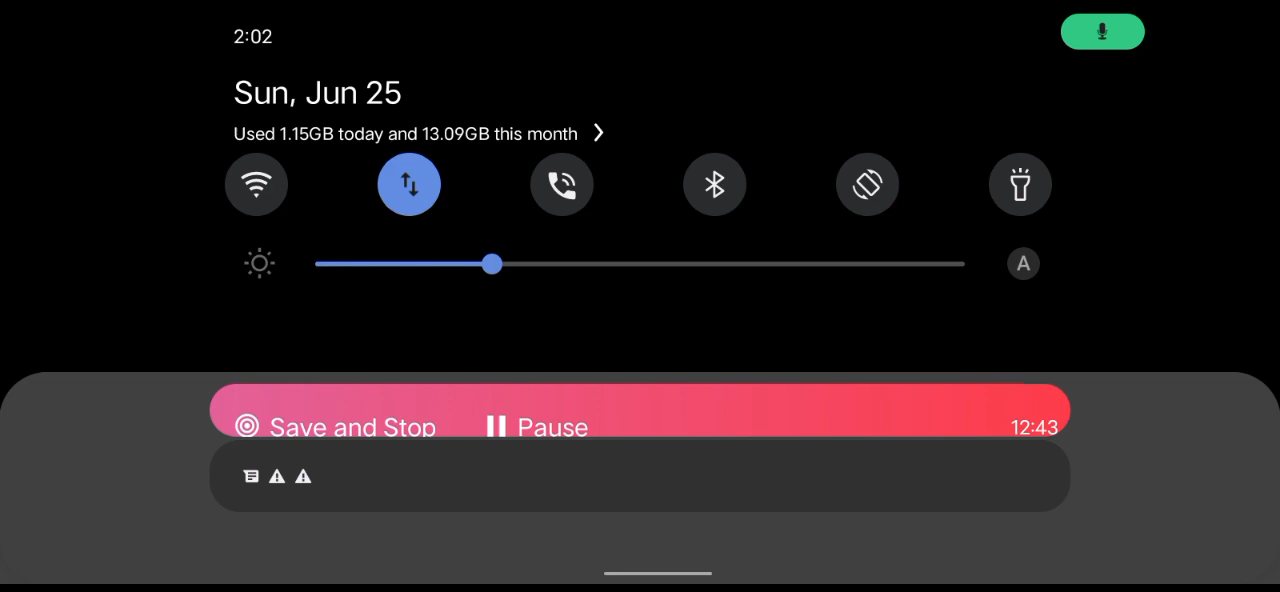 2:02
Sun, Jun 25
Used 1.15GB today and 13.09GB this month
A
Save and Stop Pause 12:43